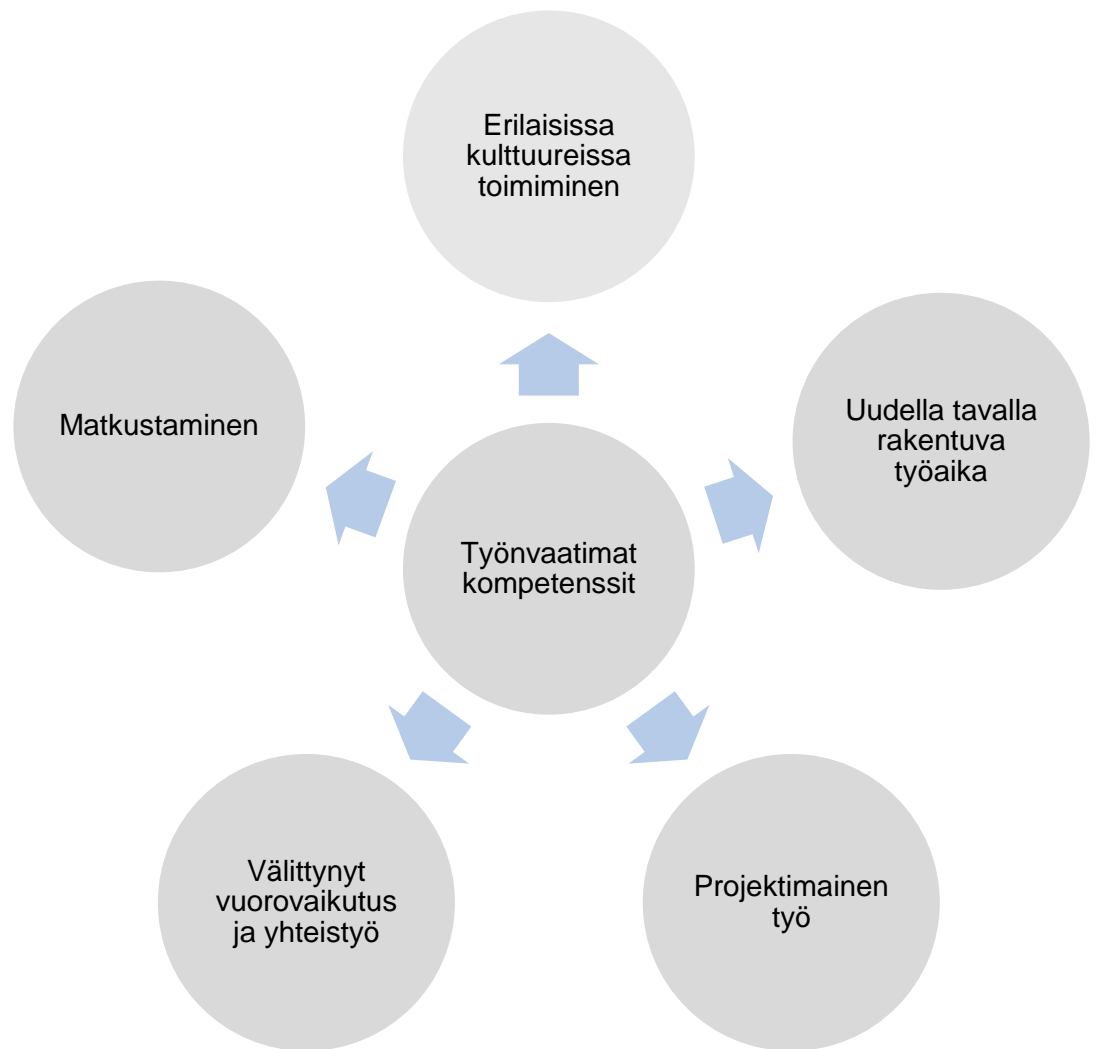 Erilaisissa
kulttuureissa
toimiminen
Uudella tavalla
rakentuva
työaika
Matkustaminen
Työnvaatimat
kompetenssit
Välittynyt
vuorovaikutus
ja yhteistyö
Projektimainen
työ